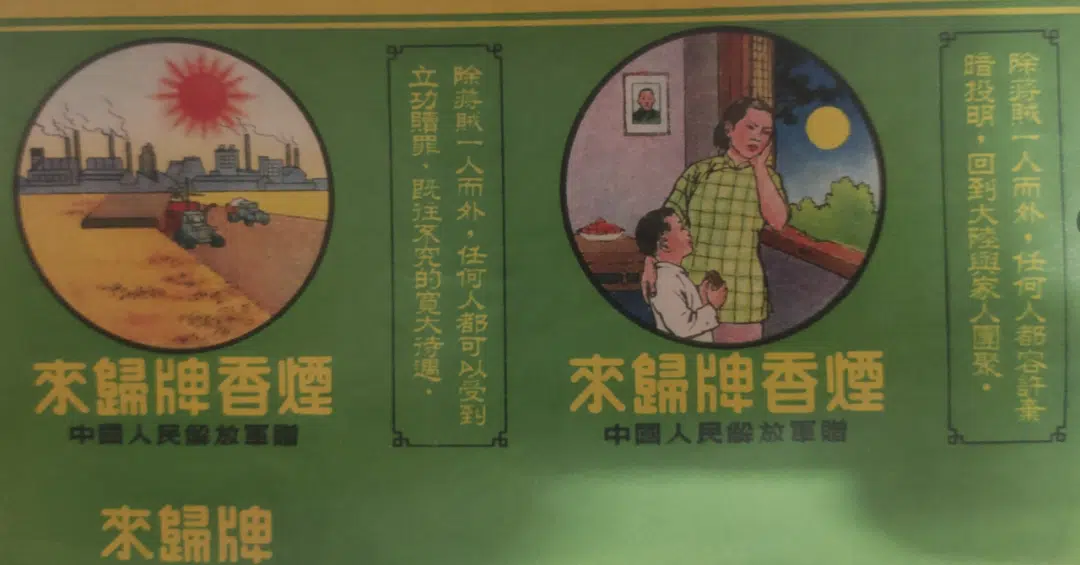 來歸牌香煙
中國人民解放軍贈
除蔣賊一人而外，任何人都可以受到
立功贖罪．既往不究的寬大待遇．
來歸牌香煙
中國人民解放軍贈
除蔣賊一人而外，任何人都容許棄
暗投明，回到大陸與家人團聚．
來歸牌